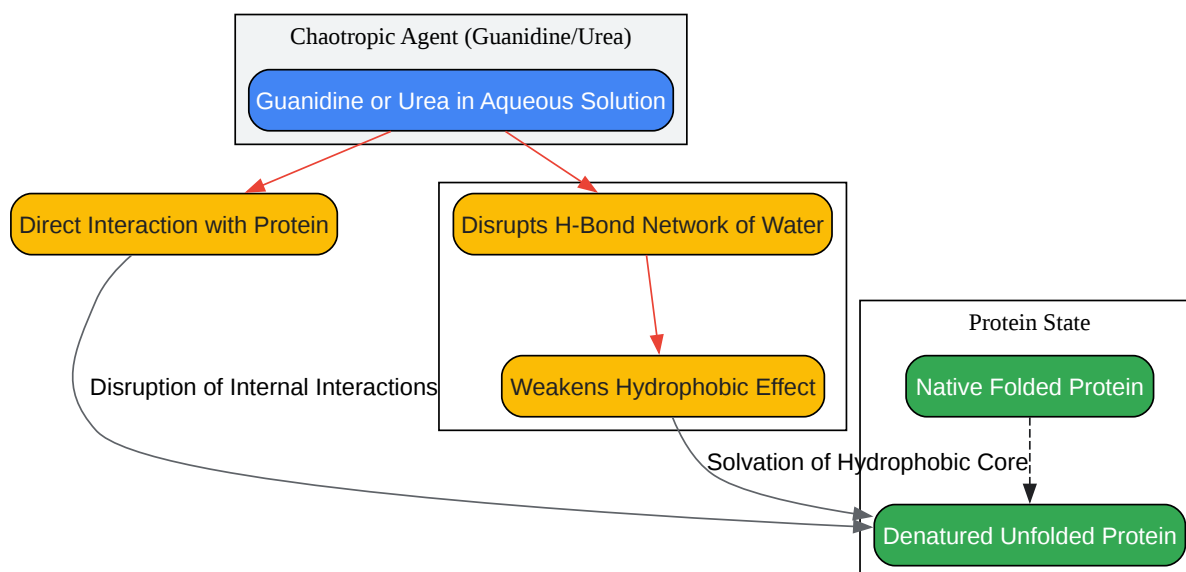 Chaotropic Agent (Guanidine/Urea)
Guanidine or Urea in Aqueous Solution
Direct Interaction with Protein
Disrupts H-Bond Network of Water
Protein State
Disruption of Internal Interactions
Weakens Hydrophobic Effect
Native Folded Protein
Solvation of Hydrophobic Core
Denatured Unfolded Protein